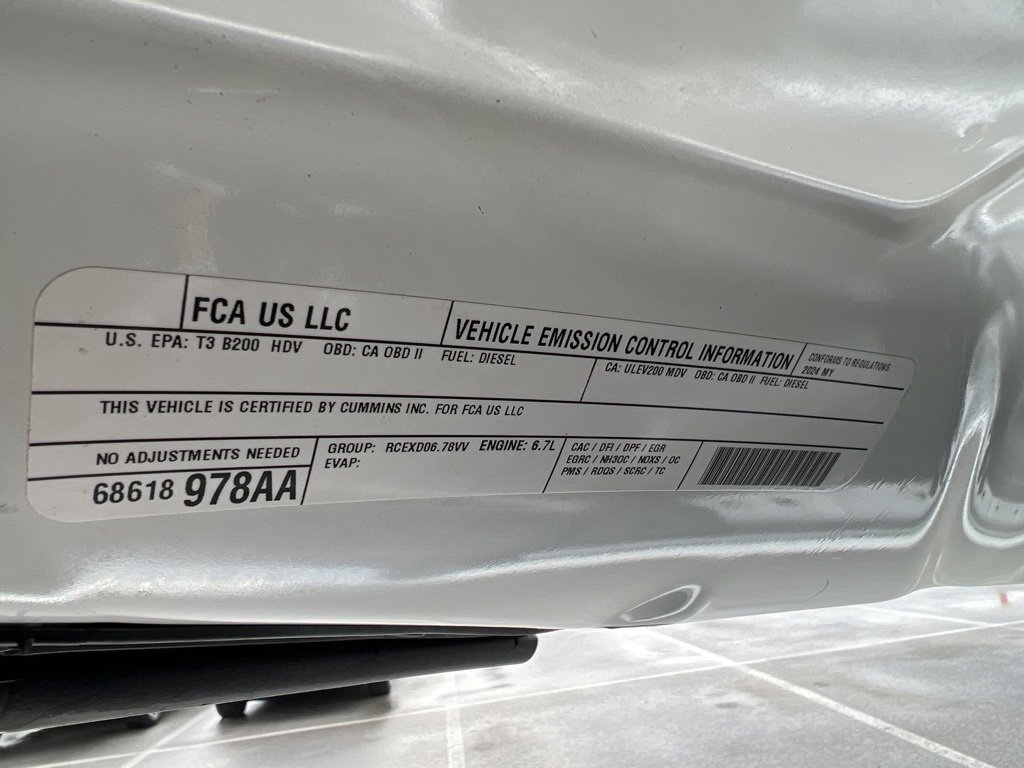 FCA US LLC
VEHICLE EMISSION CONTROL INFORMATION
CONFORMS TO REGULATIONS
2024 MY
U.S. EPA: T3 B200 HDV OBD: CA OBD II FUEL: DIESEL
CA: ULEV200 MDV OBD: CA OBD II FUEL: DIESEL
THIS VEHICLE IS CERTIFIED BY CUMMINS INC. FOR FCA US LLC
NO ADJUSTMENTS NEEDED
68618 978AA
GROUP: RCEXD06.78VV ENGINE: 6.7L
EVAP:
CAC / DFI / DPF / EGR
EGRC / NH3OC / NOXS / OC
PMS / RDQS / SCRC / TC